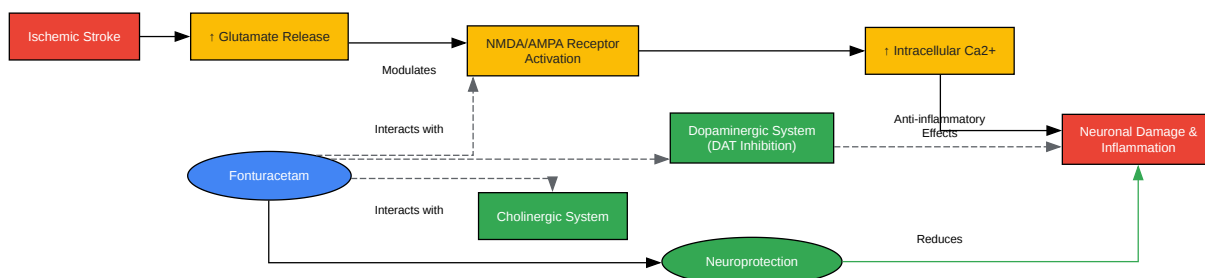 Ischemic Stroke
↑ Glutamate Release
NMDA/AMPA Receptor
Activation
↑ Intracellular Ca2+
Modulates
Interacts with
Dopaminergic System
(DAT Inhibition)
Anti-inflammatory
Effects
Neuronal Damage &
Inflammation
Fonturacetam
Interacts with
Cholinergic System
Neuroprotection
Reduces